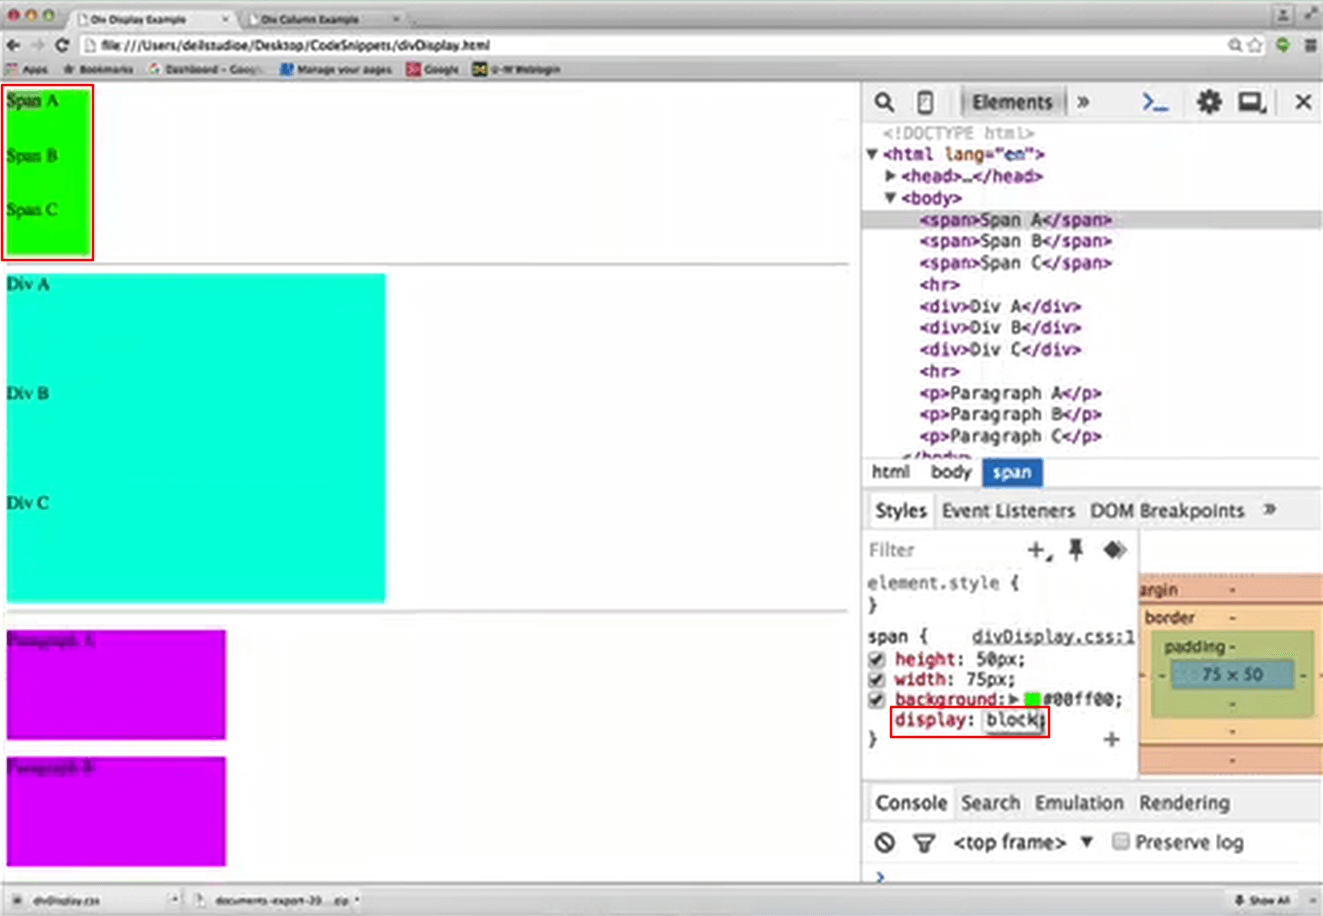 Div Display Example
Div Column Example
file:///Users/deilstudioe/Desktop/CodeSnippets/divDisplay.html
Apps Bookmarks Dashboard - Goog Manage your pages Google U-M Weblogin
Span A
Span B
Span C
Div A
Div B
Div C
Paragraph A
Paragraph B
Elements »
<!DOCTYPE html>
▼<html lang="en">
▶<head>…</head>
▼<body>
<span>Span A</span>
<span>Span B</span>
<span>Span C</span>
<hr>
<div>Div A</div>
<div>Div B</div>
<div>Div C</div>
<hr>
<p>Paragraph A</p>
<p>Paragraph B</p>
<p>Paragraph C</p>
</body>
html body span
Styles Event Listeners DOM Breakpoints »
Filter
element.style {
}
span { divDisplay.css:1
height: 50px;
width: 75px;
background:▶#00ff00;
display: block;
}
argin -
border -
padding -
- - 75 × 50 - -
-
-
-
Console Search Emulation Rendering
<top frame> ▼ Preserve log
>
divDisplay.css
documents-export-20... .zip
Show All